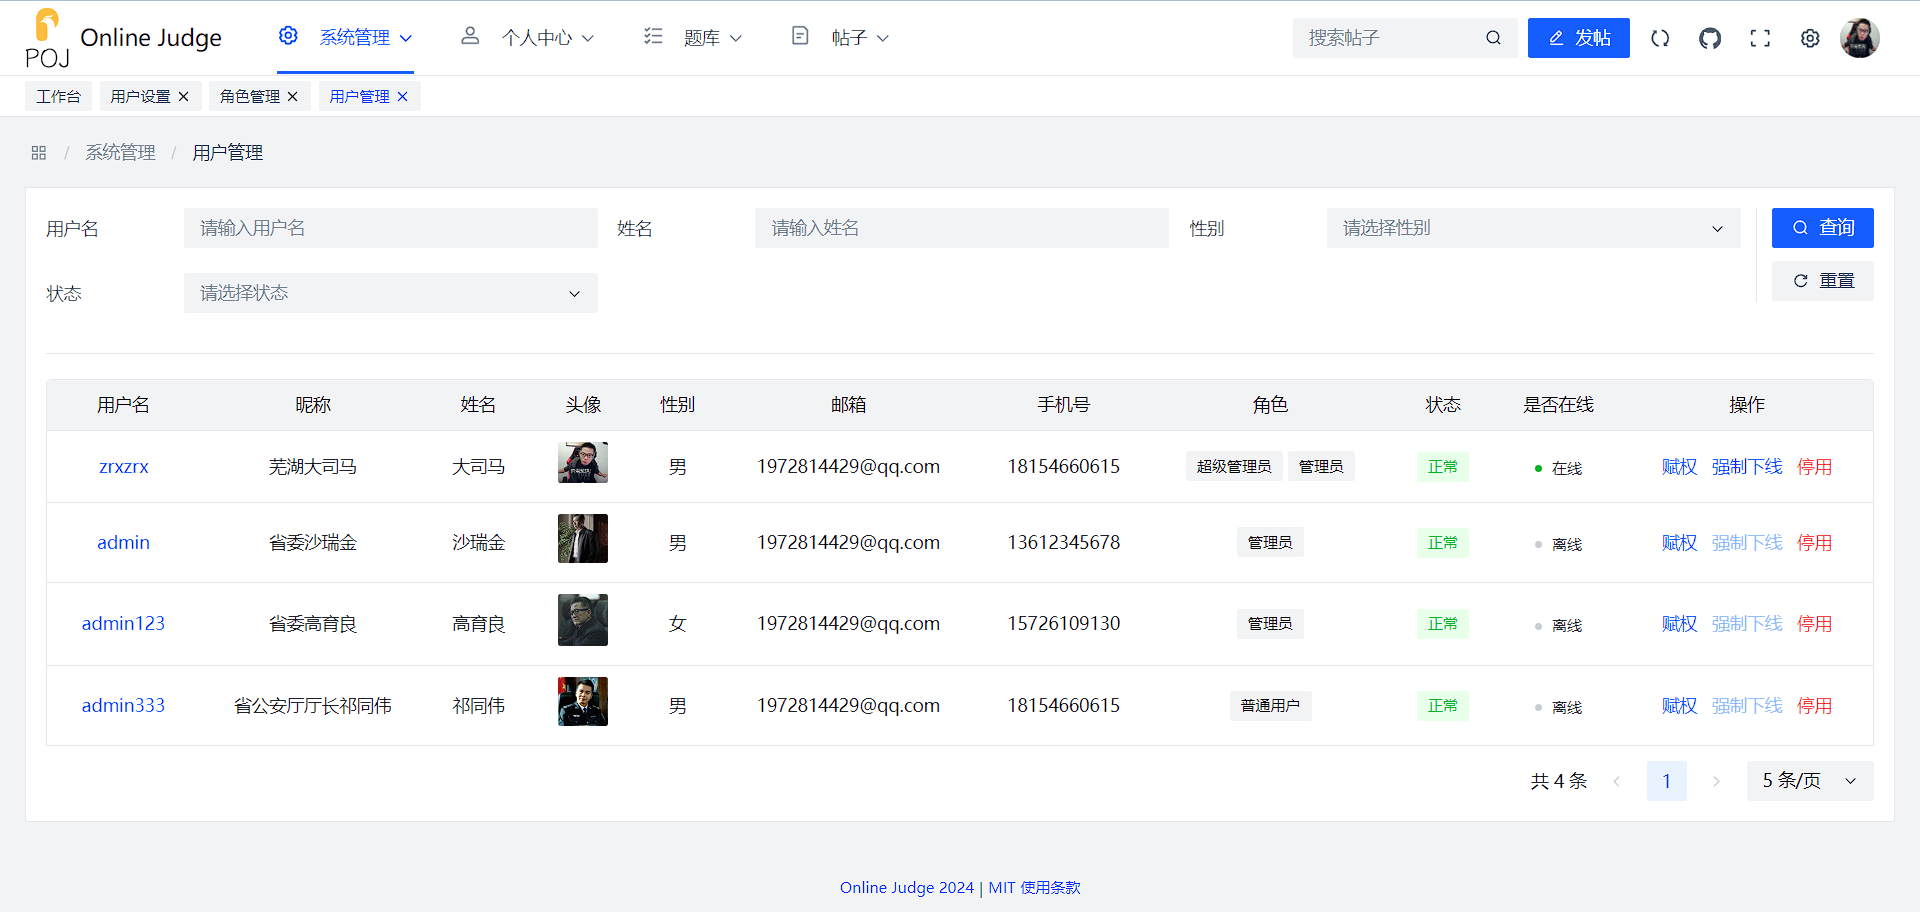 POJ Online Judge 系统管理 个人中心 题库 帖子 搜索帖子 发帖
工作台 用户设置 角色管理 用户管理
/ 系统管理 / 用户管理
用户名 请输入用户名 姓名 请输入姓名 性别 请选择性别 查询
状态 请选择状态 重置
用户名 昵称 姓名 头像 性别 邮箱 手机号 角色 状态 是否在线 操作
zrxzrx 芜湖大司马 大司马 男 1972814429@qq.com 18154660615 超级管理员 管理员 正常 在线 赋权 强制下线 停用
admin 省委沙瑞金 沙瑞金 男 1972814429@qq.com 13612345678 管理员 正常 离线 赋权 强制下线 停用
admin123 省委高育良 高育良 女 1972814429@qq.com 15726109130 管理员 正常 离线 赋权 强制下线 停用
admin333 省公安厅厅长祁同伟 祁同伟 男 1972814429@qq.com 18154660615 普通用户 正常 离线 赋权 强制下线 停用
共 4 条 1 5 条/页
Online Judge 2024 | MIT 使用条款